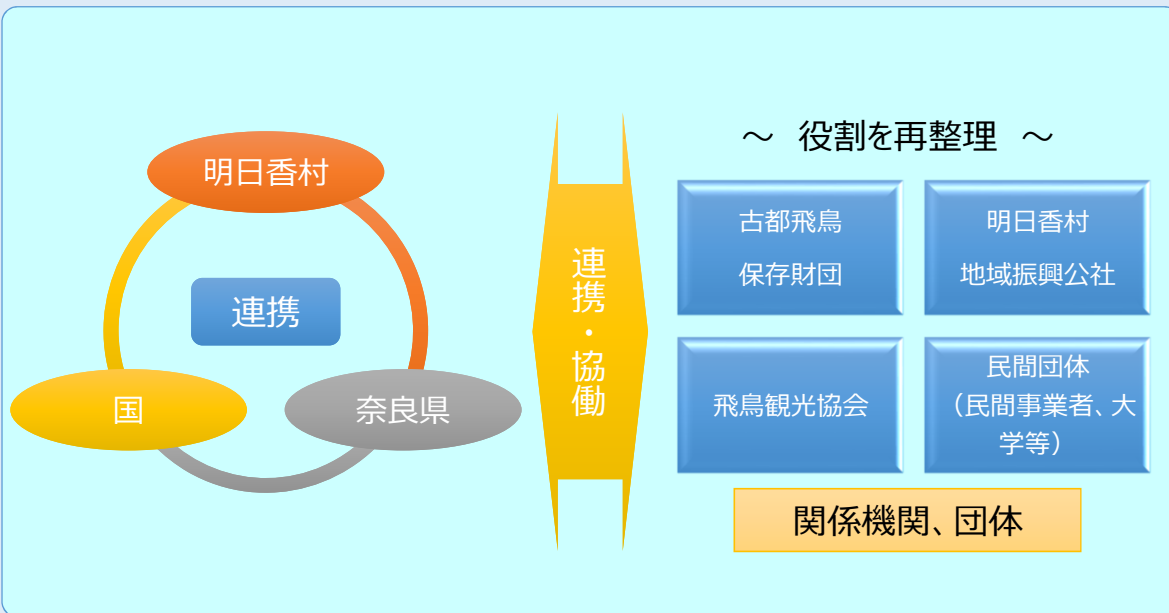 明日香村
連携
国
奈良県
連携・協働
～ 役割を再整理 ～
古都飛鳥
保存財団
明日香村
地域振興公社
飛鳥観光協会
民間団体
（民間事業者、大
学等）
関係機関、団体